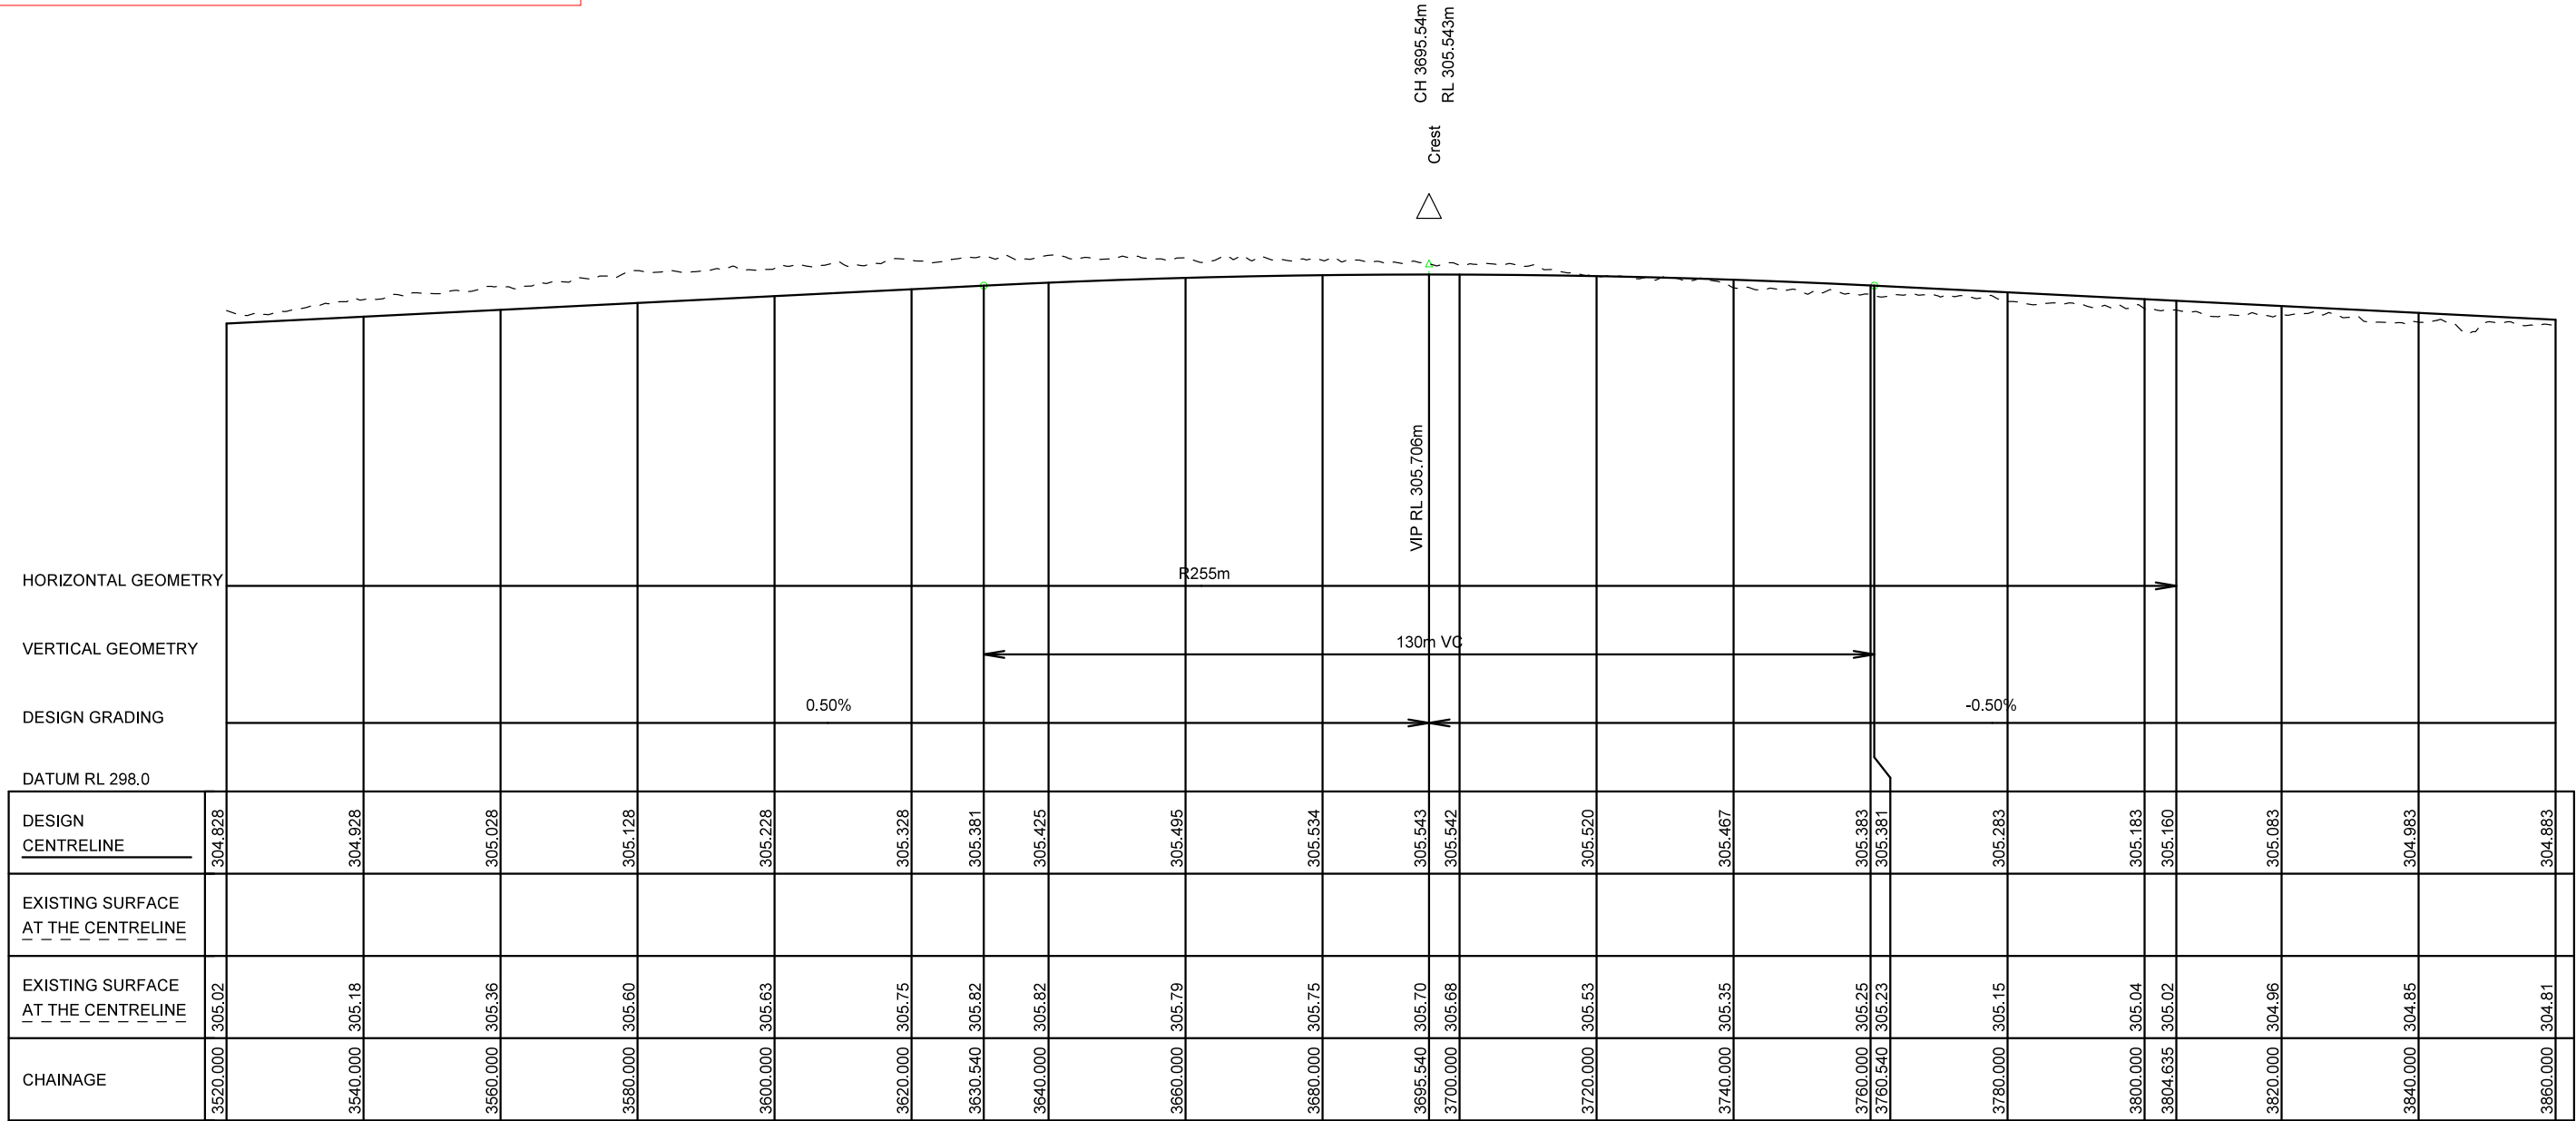 CH 3695.54m
RL 305.543m
Crest
VIP RL 305.706m
HORIZONTAL GEOMETRY
R255m
VERTICAL GEOMETRY
130m VC
DESIGN GRADING
0.50%
-0.50%
DATUM RL 298.0
DESIGN
CENTRELINE
304.828 304.928 305.028 305.128 305.228 305.328 305.381 305.425 305.495 305.534 305.543 305.542 305.520 305.467 305.383 305.381 305.283 305.183 305.160 305.083 304.983 304.883
EXISTING SURFACE
AT THE CENTRELINE
EXISTING SURFACE
AT THE CENTRELINE
305.02 305.18 305.36 305.60 305.63 305.75 305.82 305.82 305.79 305.75 305.70 305.68 305.53 305.35 305.25 305.23 305.15 305.04 305.02 304.96 304.85 304.81
CHAINAGE
3520.000 3540.000 3560.000 3580.000 3600.000 3620.000 3630.540 3640.000 3660.000 3680.000 3695.540 3700.000 3720.000 3740.000 3760.000 3760.540 3780.000 3800.000 3804.635 3820.000 3840.000 3860.000